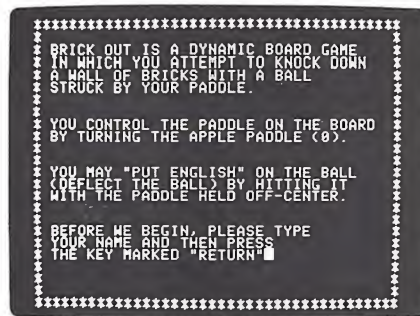 BRICK OUT IS A DYNAMIC BOARD GAME
IN WHICH YOU ATTEMPT TO KNOCK DOWN
A WALL OF BRICKS WITH A BALL
STRUCK BY YOUR PADDLE.
YOU CONTROL THE PADDLE ON THE BOARD
BY TURNING THE APPLE PADDLE (0).
YOU MAY "PUT ENGLISH" ON THE BALL
(DEFLECT THE BALL) BY HITTING IT
WITH THE PADDLE HELD OFF-CENTER.
BEFORE WE BEGIN, PLEASE TYPE
YOUR NAME AND THEN PRESS
THE KEY MARKED "RETURN"